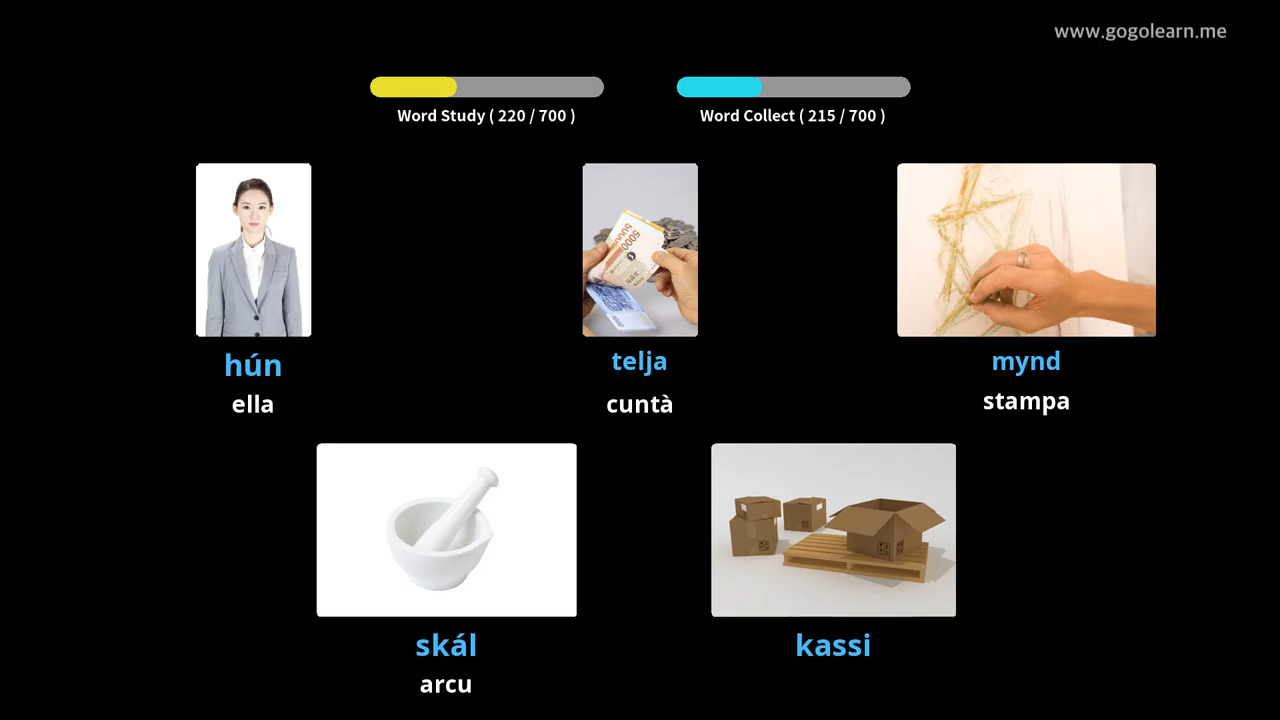 www.gogolearn.me
Word Study ( 220 / 700 )
Word Collect ( 215 / 700 )
hún
ella
telja
cuntà
mynd
stampa
skál
arcu
kassi